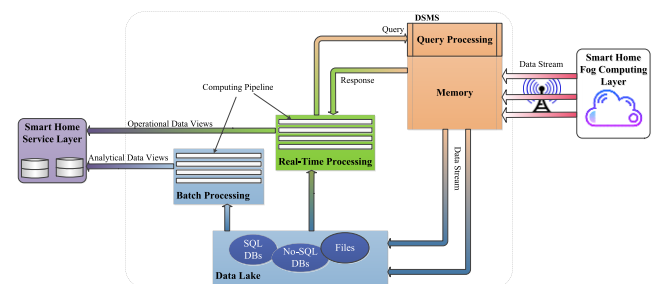 DSMS
Query
Query Processing
Data Stream
Smart Home
Fog Computing
Layer
Response
Memory
Computing Pipeline
Smart Home
Service Layer
Operational Data Views
Analytical Data Views
Real-Time Processing
Batch Processing
Data Stream
SQL
DBs
No-SQL
DBs
Files
Data Lake